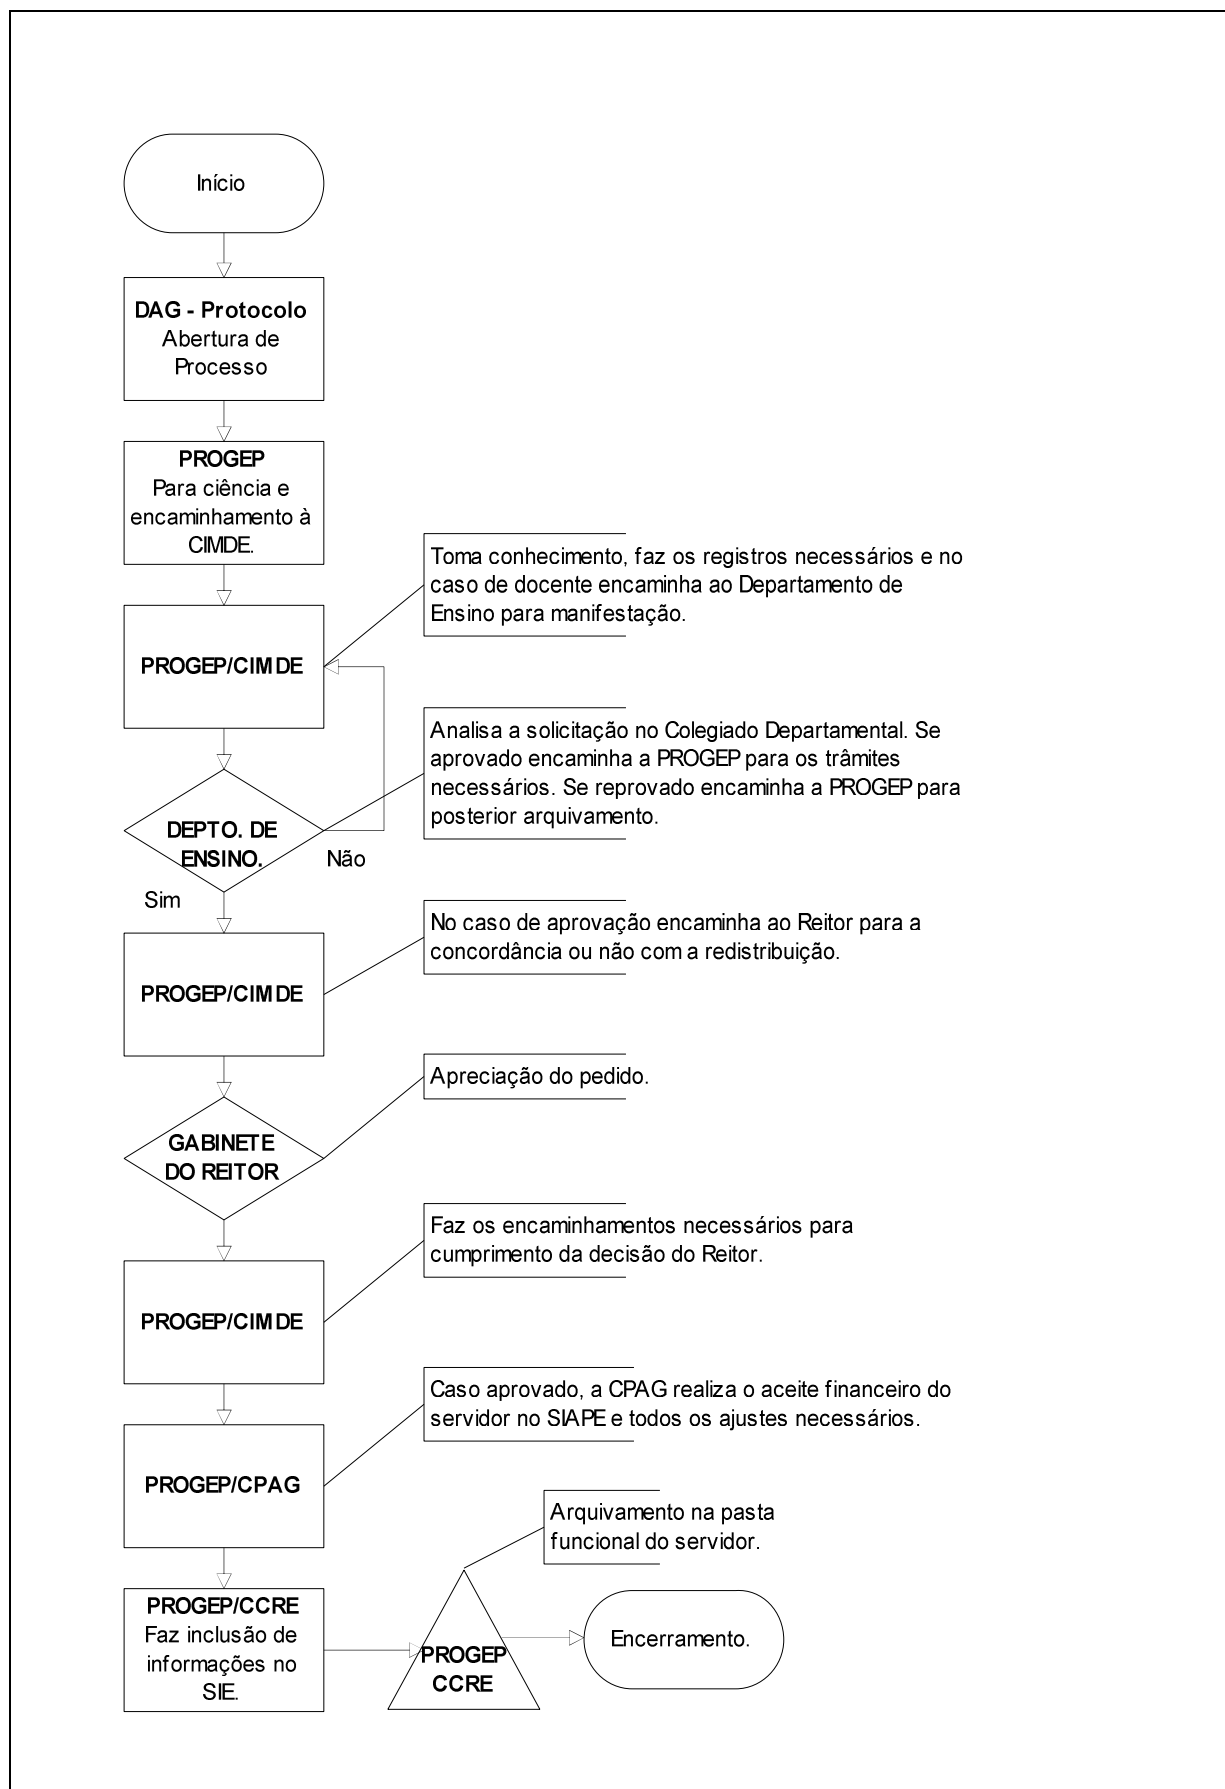 Início
DAG - Protocolo
Abertura de
Processo
PROGEP
Para ciência e
encaminhamento à
CIMDE.
Toma conhecimento, faz os registros necessários e no
caso de docente encaminha ao Departamento de
Ensino para manifestação.
PROGEP/CIMDE
Analisa a solicitação no Colegiado Departamental. Se
aprovado encaminha a PROGEP para os trâmites
necessários. Se reprovado encaminha a PROGEP para
posterior arquivamento.
DEPTO. DE
ENSINO.
Não
Sim
No caso de aprovação encaminha ao Reitor para a
concordância ou não com a redistribuição.
PROGEP/CIMDE
Apreciação do pedido.
GABINETE
DO REITOR
Faz os encaminhamentos necessários para
cumprimento da decisão do Reitor.
PROGEP/CIMDE
Caso aprovado, a CPAG realiza o aceite financeiro do
servidor no SIAPE e todos os ajustes necessários.
PROGEP/CPAG
Arquivamento na pasta
funcional do servidor.
PROGEP/CCRE
Faz inclusão de
informações no
SIE.
PROGEP
CCRE
Encerramento.